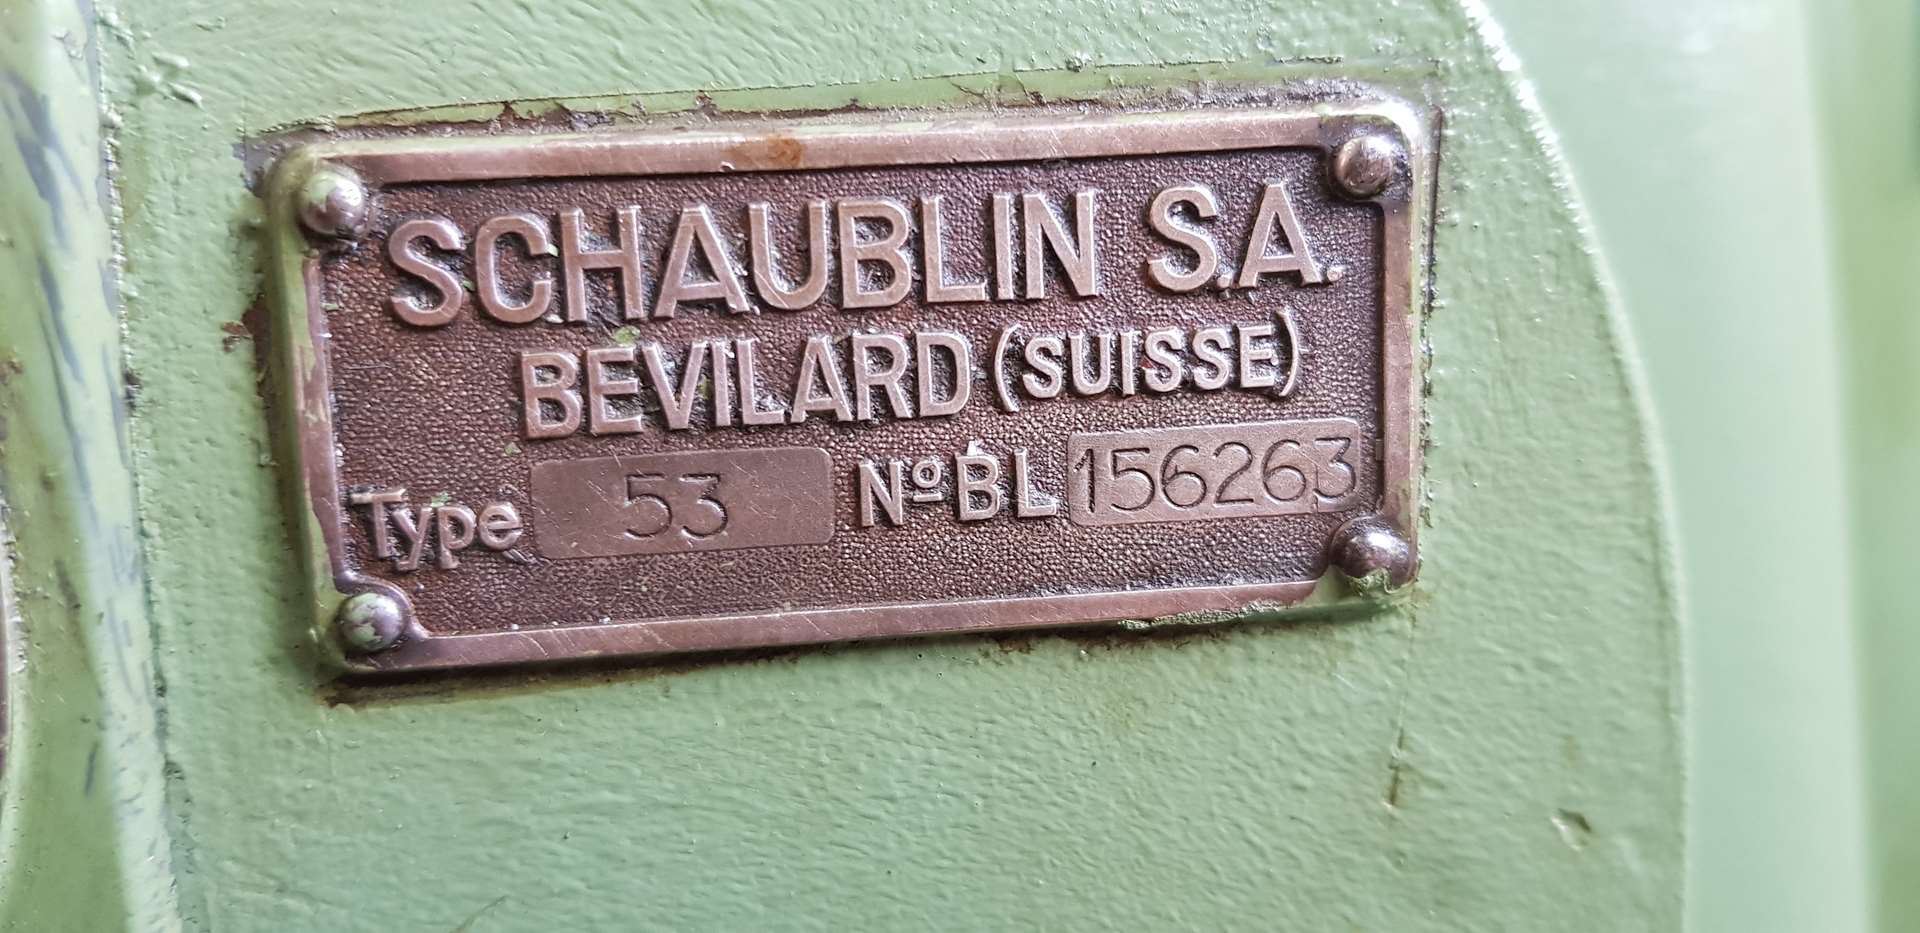 SCHAUBLIN S.A.
BEVILARD (SUISSE)
Type 53 Nº BL 156263